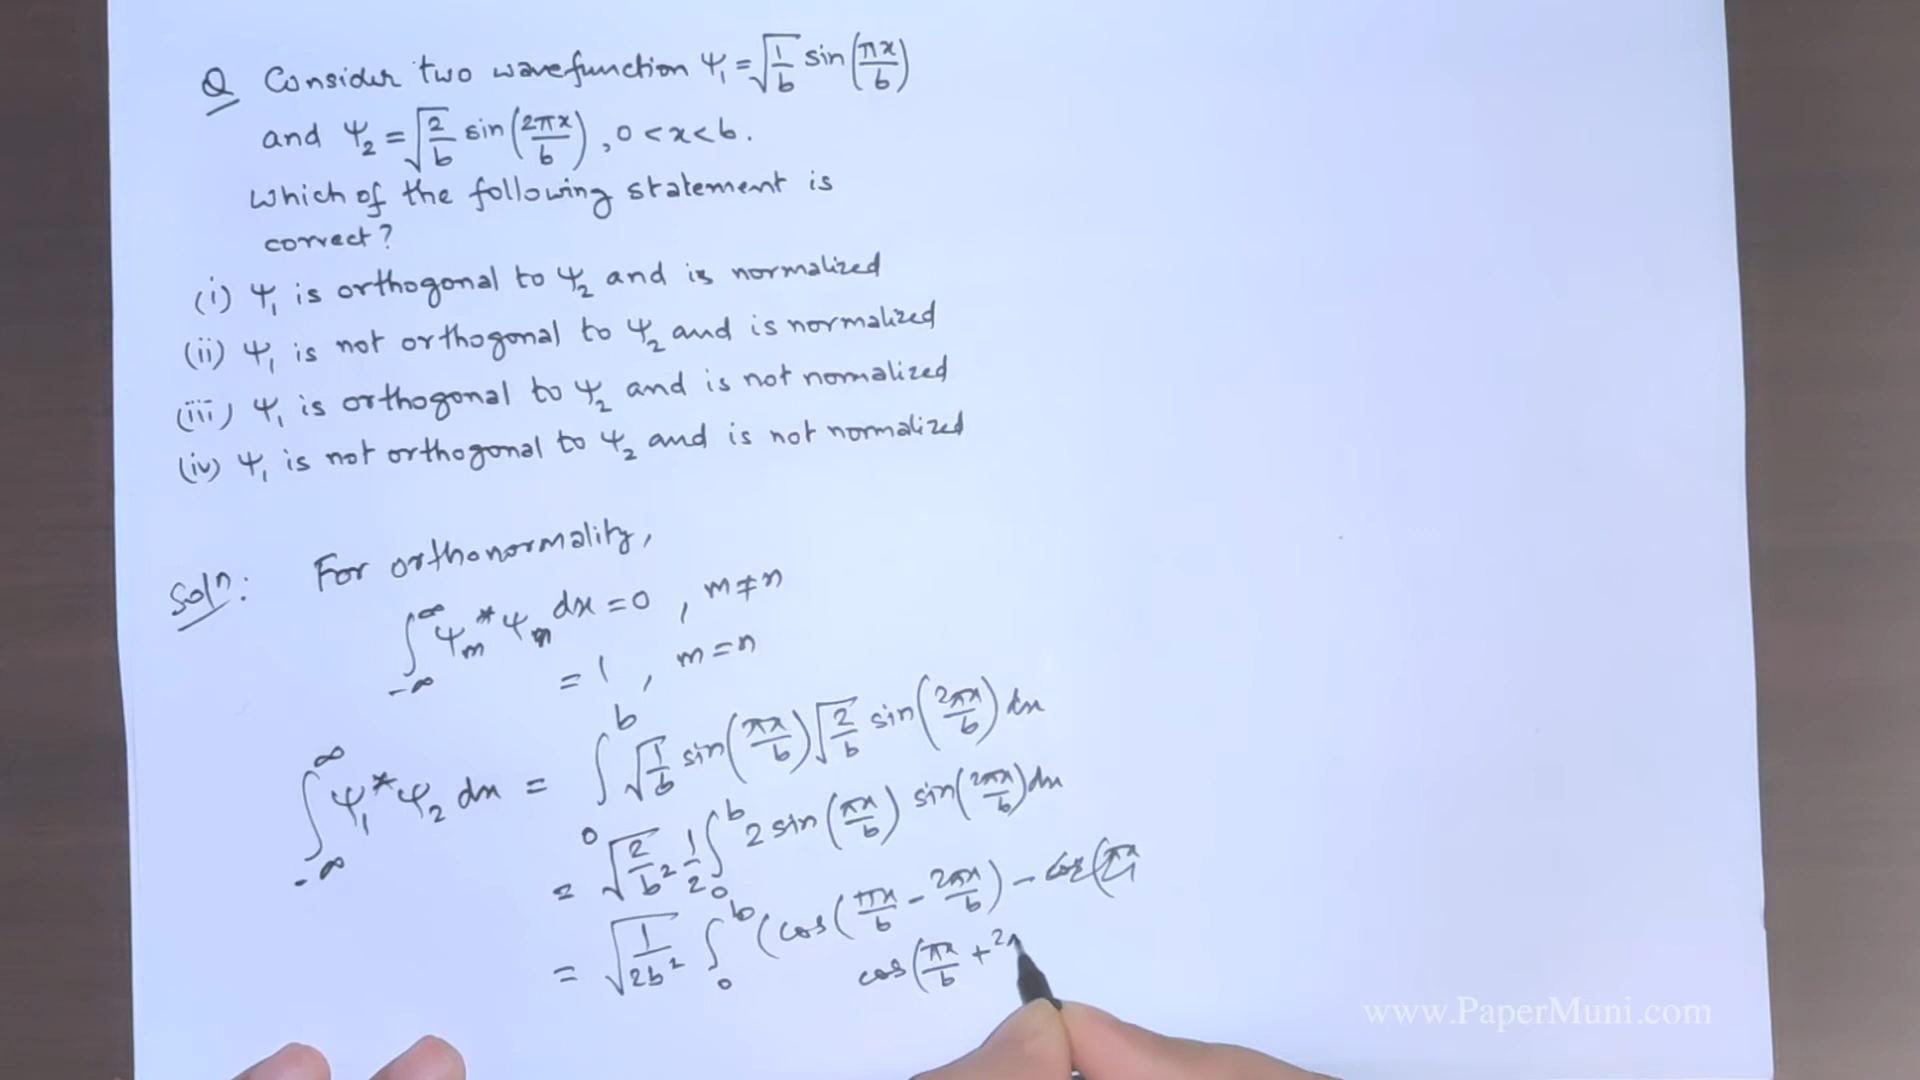 Q Consider two wavefunction Ψ₁ = √(1/b) sin(πx/b)
and Ψ₂ = √(2/b) sin(2πx/b), 0 < x < b.
Which of the following statement is
correct?
(i) Ψ₁ is orthogonal to Ψ₂ and is normalized
(ii) Ψ₁ is not orthogonal to Ψ₂ and is normalized
(iii) Ψ₁ is orthogonal to Ψ₂ and is not normalized
(iv) Ψ₁ is not orthogonal to Ψ₂ and is not normalized
Solⁿ: For orthonormality,
∫_{-∞}^{∞} Ψₘ* Ψₙ dx = 0, m ≠ n
= 1, m = n
∫_{-∞}^{∞} Ψ₁* Ψ₂ dx = ∫_0^b √(1/b) sin(πx/b) √(2/b) sin(2πx/b) dx
= √(2/b²) 1/2 ∫_0^b 2 sin(πx/b) sin(2πx/b) dx
= √(1/2b²) ∫_0^b (cos(πx/b - 2πx/b) -
cos(πx/b + 2
www.PaperMuni.com